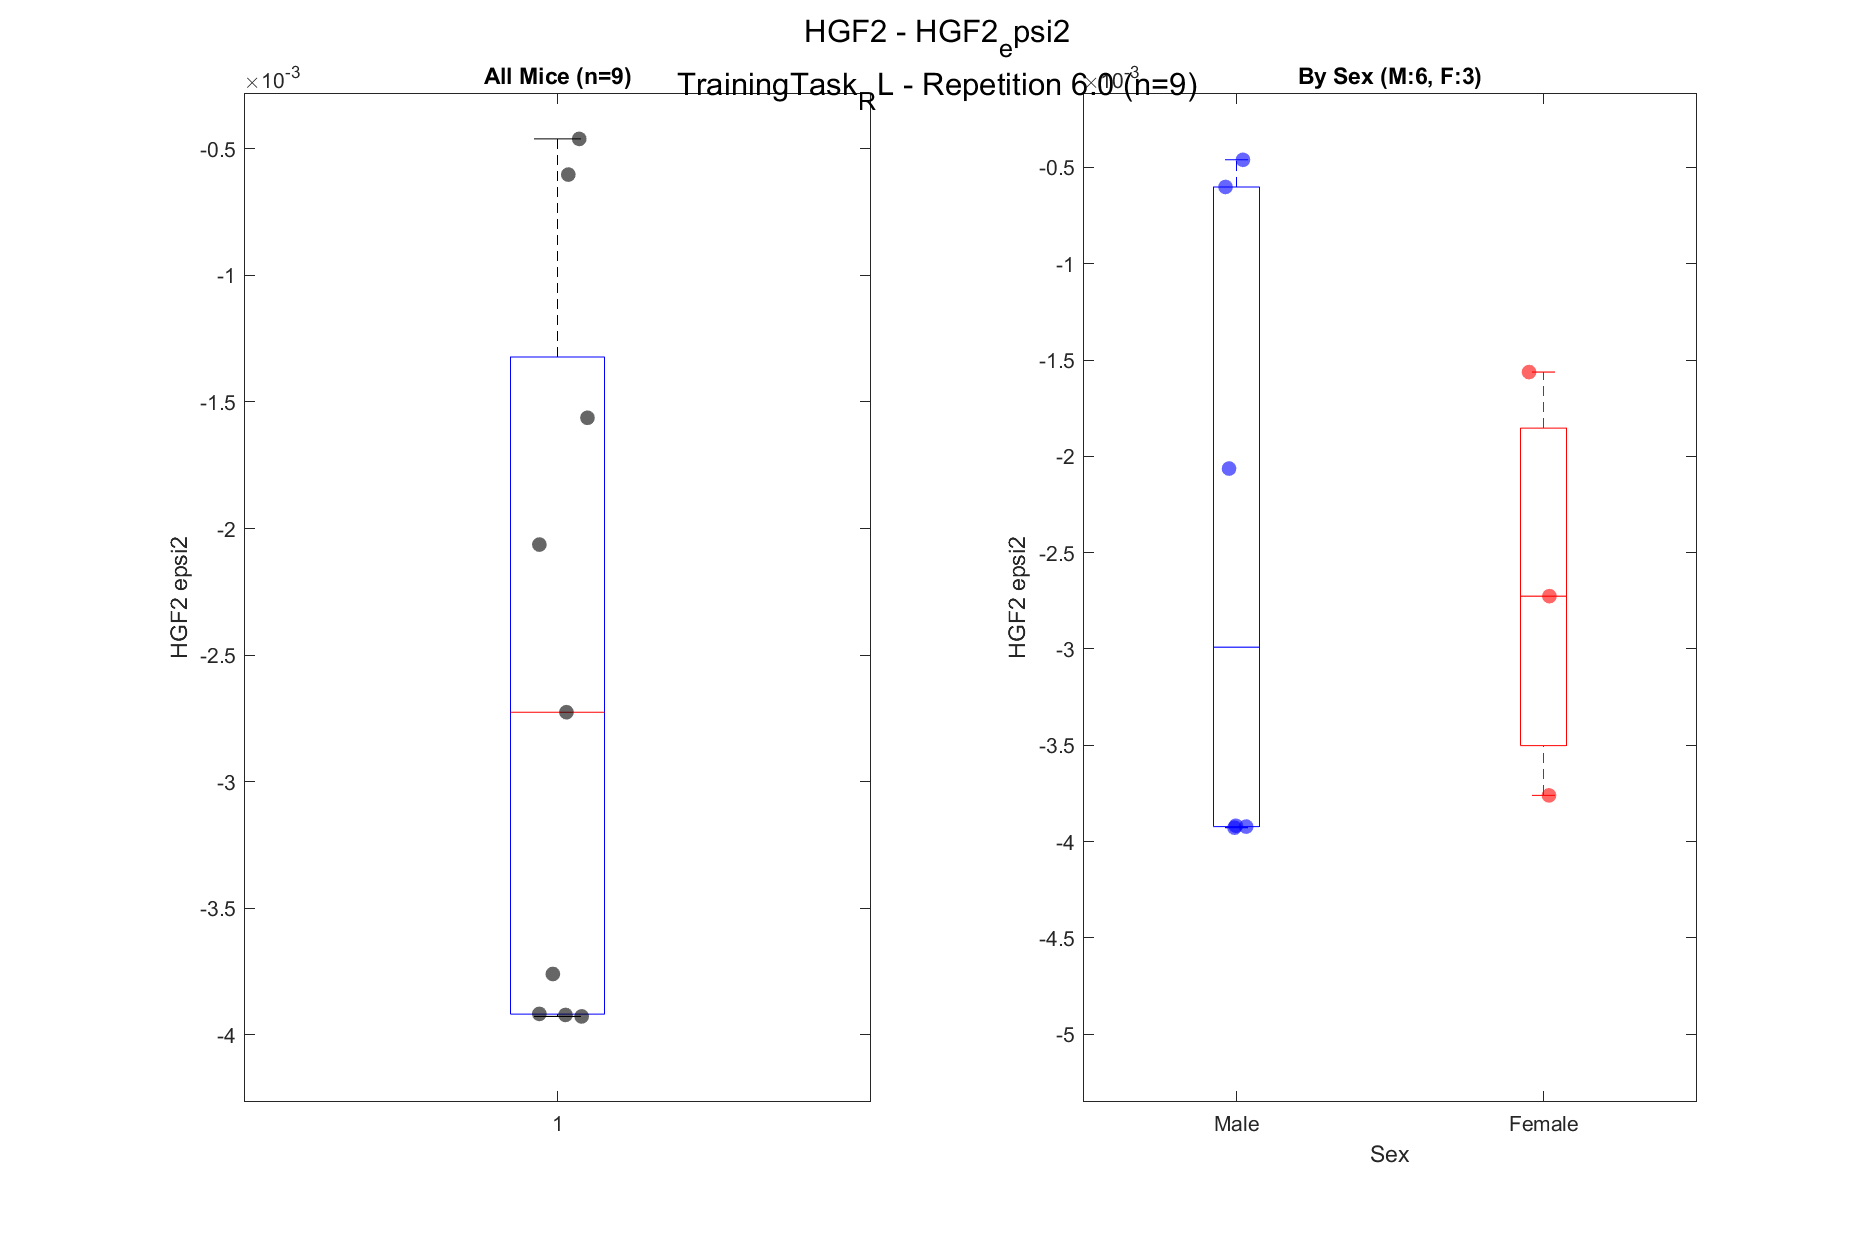 HGF2 - HGF2_epsi2
TrainingTask_RL - Repetition 6.0 (n=9)
×10-3
All Mice (n=9)
-0.5
-1
-1.5
-2
-2.5
-3
-3.5
-4
HGF2 epsi2
1
×10-3
By Sex (M:6, F:3)
-0.5
-1
-1.5
-2
-2.5
-3
-3.5
-4
-4.5
-5
HGF2 epsi2
Male Female
Sex